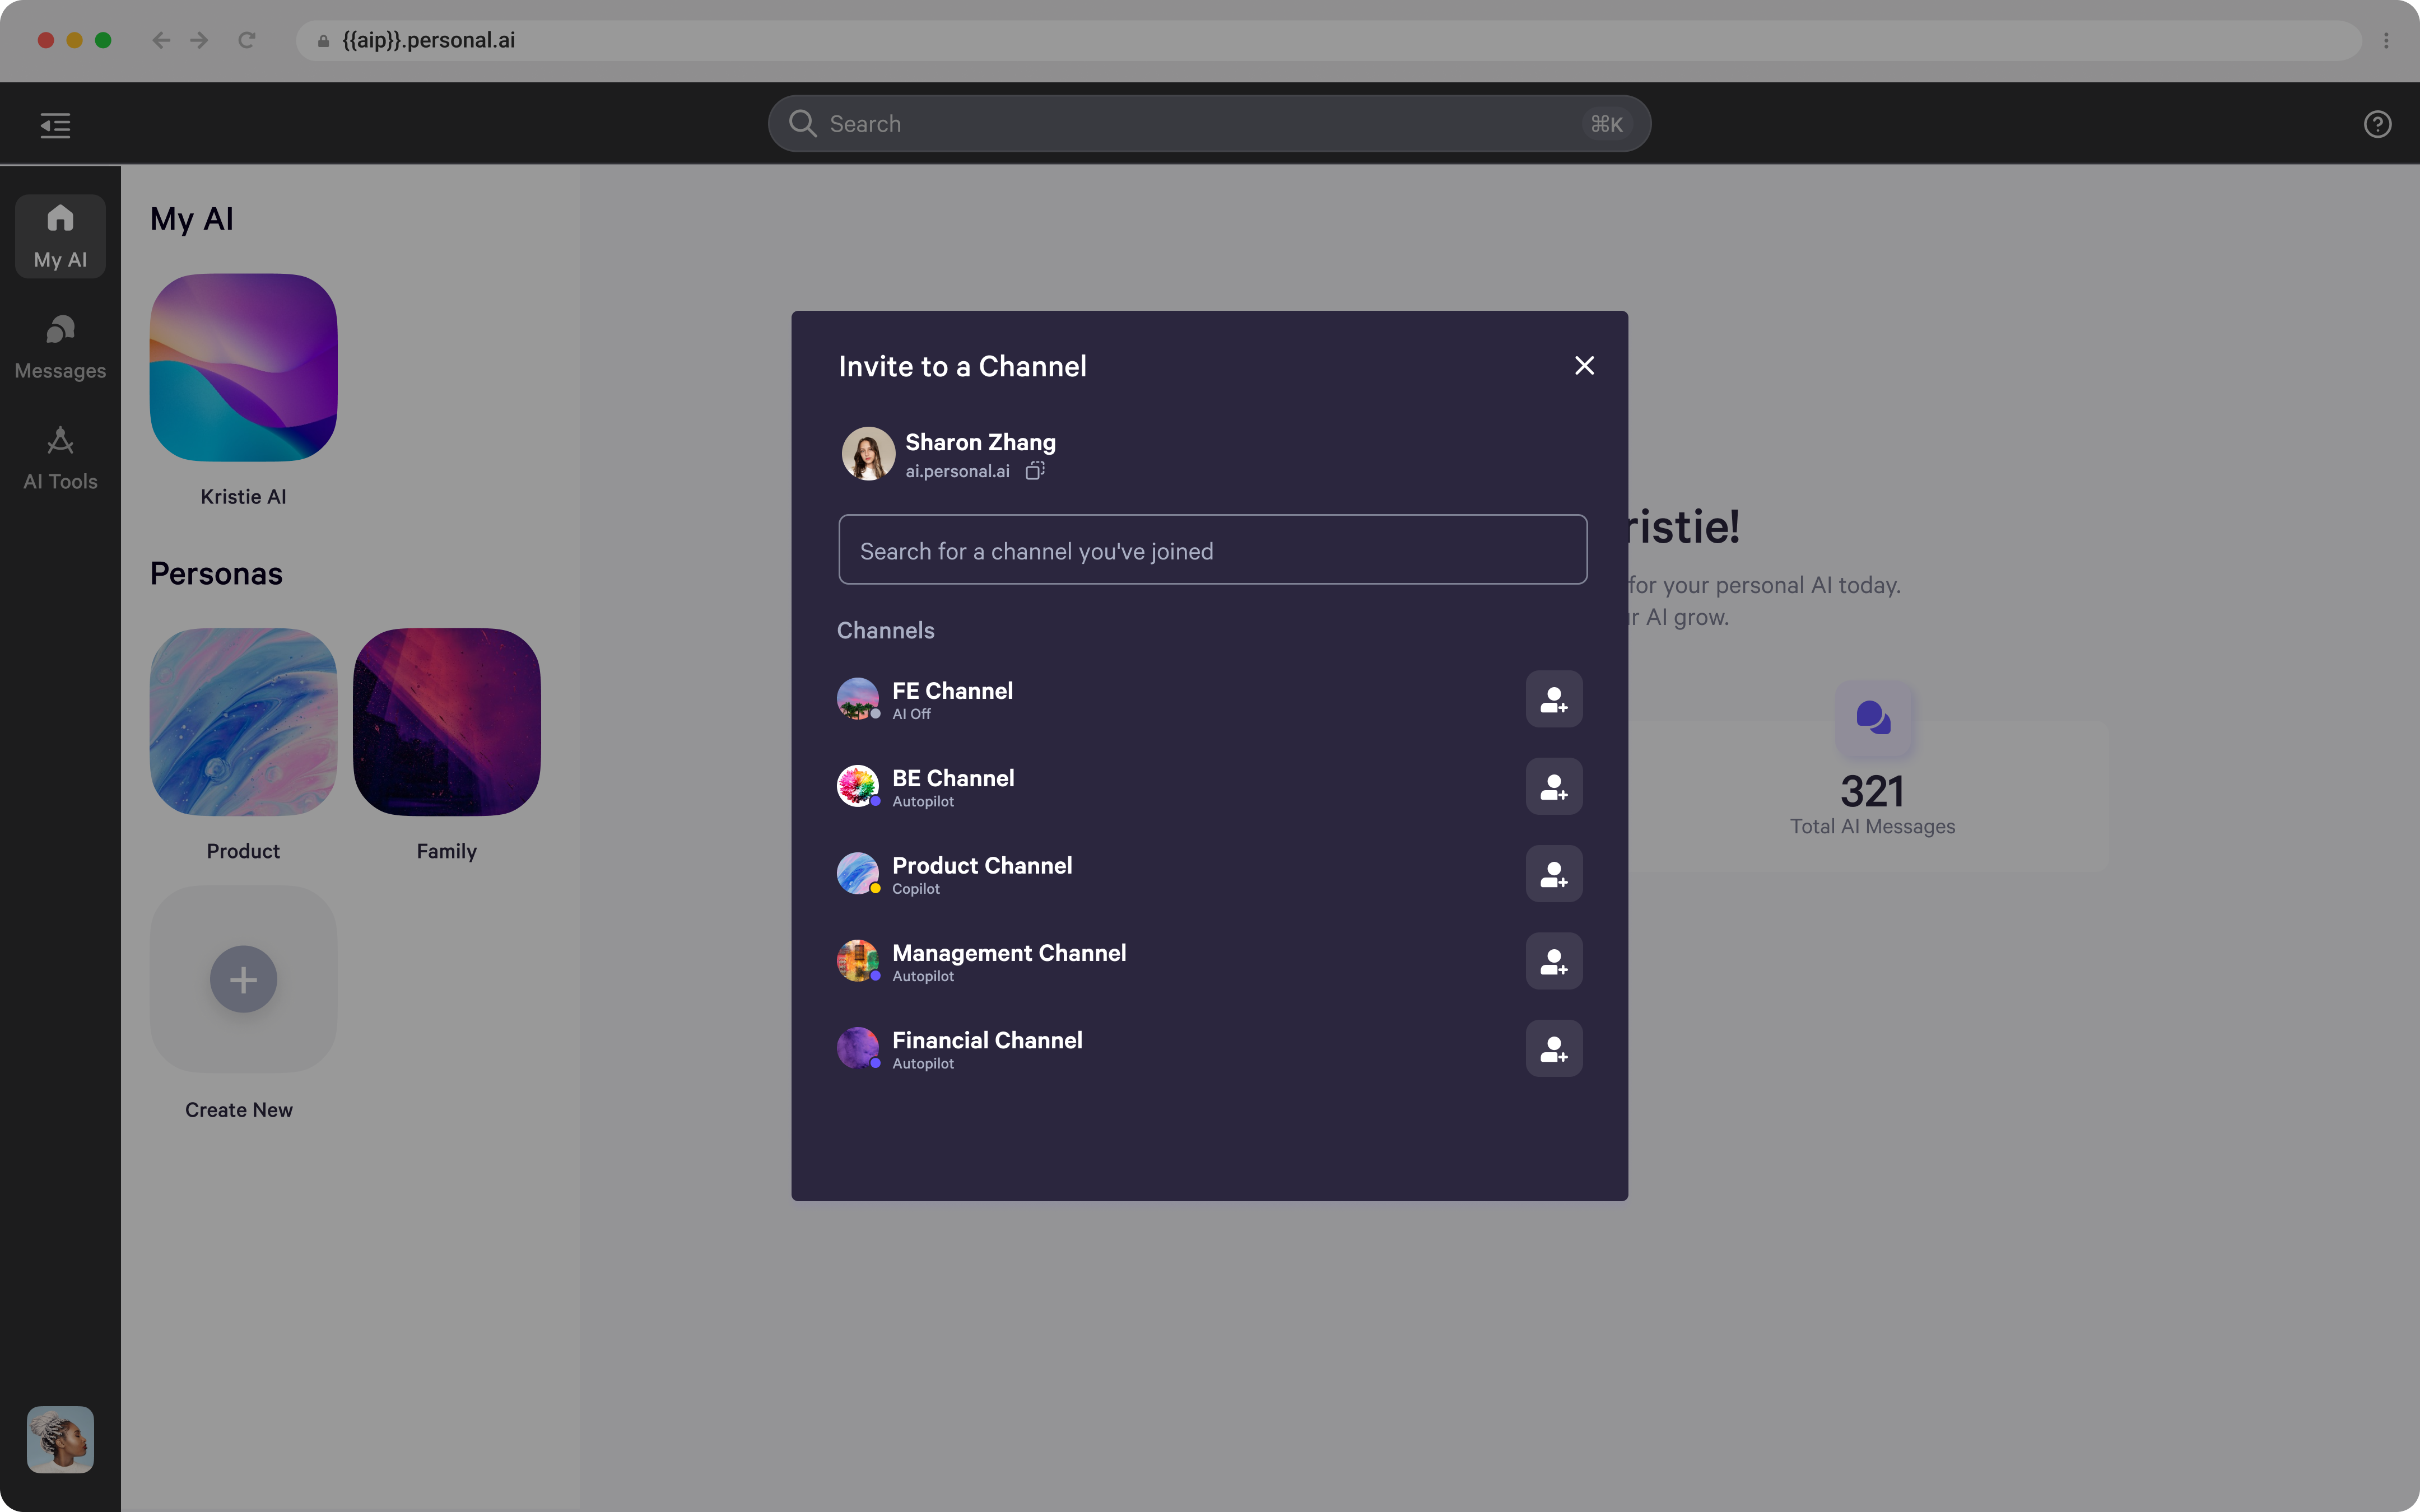 {{aip}}.personal.ai
Search
⌘K
My AI
Messages
AI Tools
My AI
Kristie AI
Personas
Product
Family
Create New
Invite to a Channel
Sharon Zhang
ai.personal.ai
Search for a channel you've joined
Channels
FE Channel
AI Off
BE Channel
Autopilot
Product Channel
Copilot
Management Channel
Autopilot
Financial Channel
Autopilot
ristie!
for your personal AI today.
r AI grow.
321
Total AI Messages